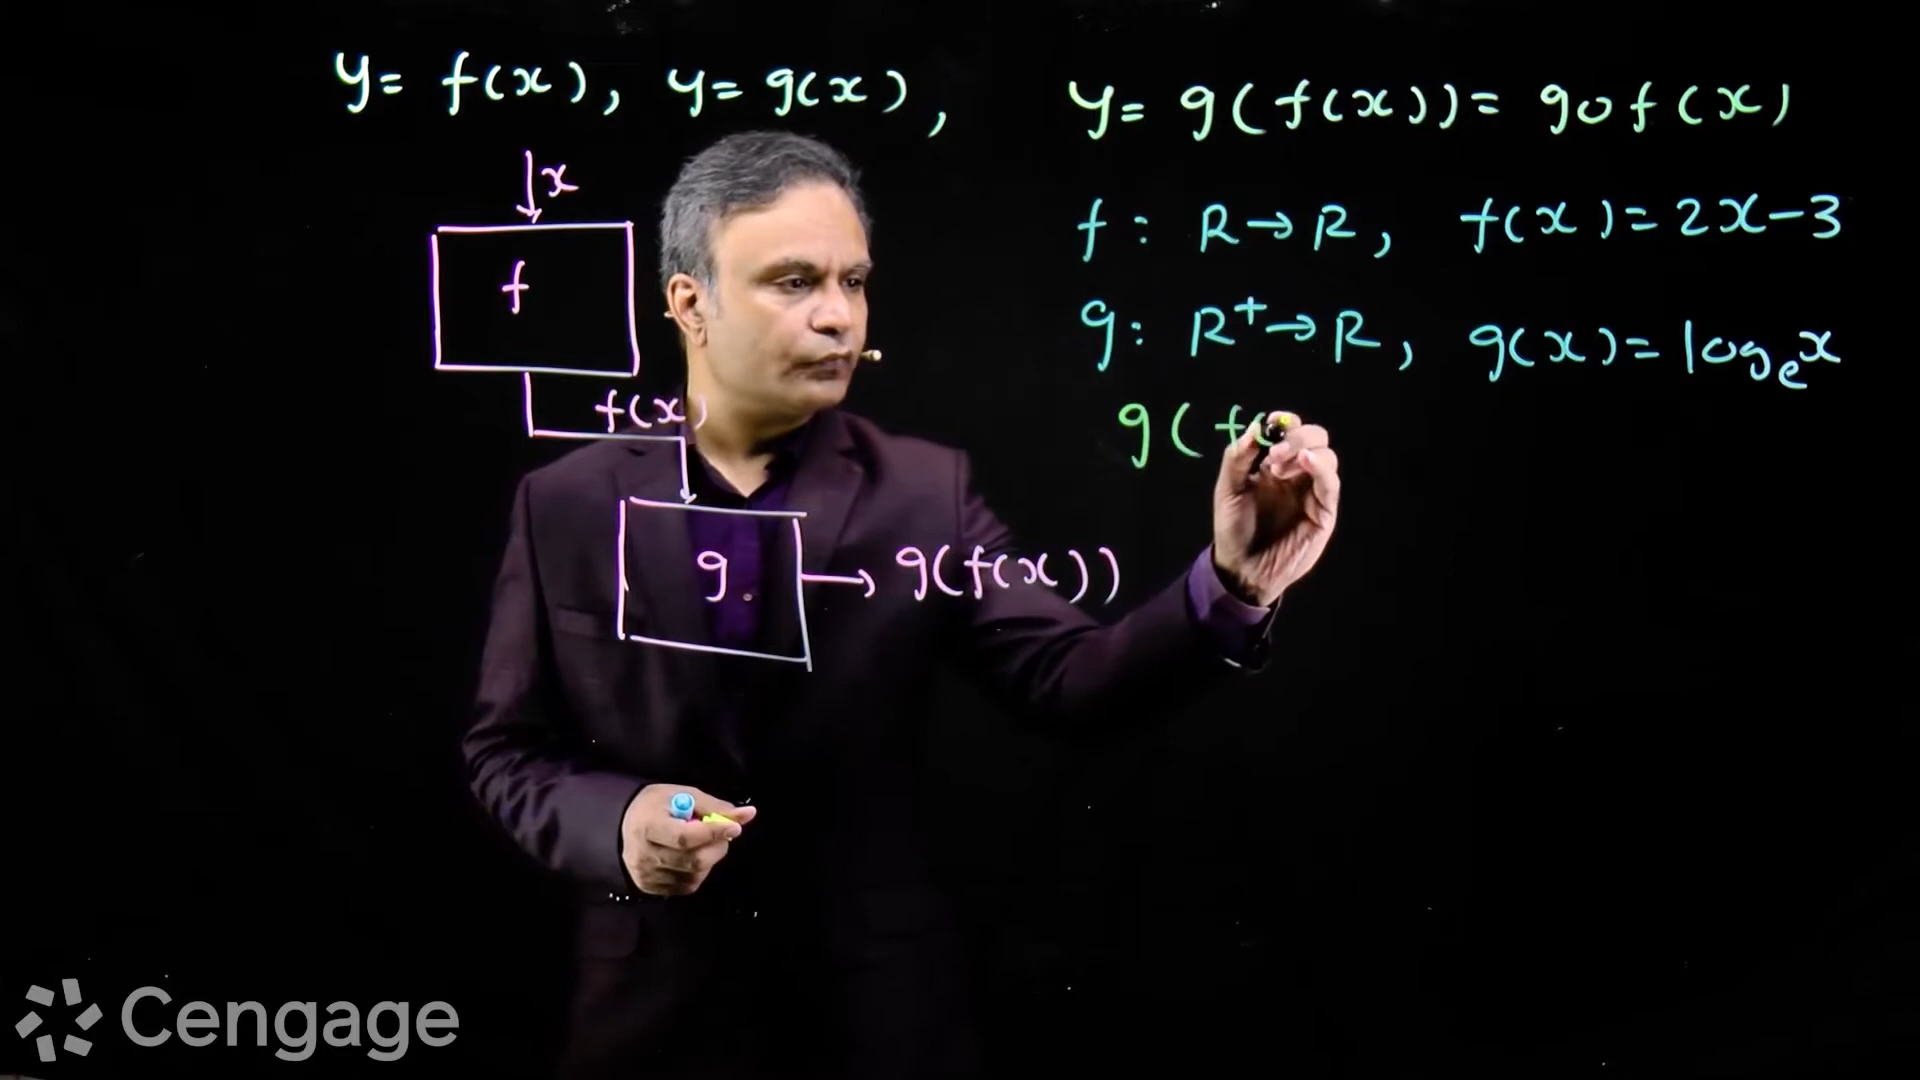 y= f(x), y= g(x),
y= g(f(x))= gof(x)
x
f
f(x)
g
g(f(x))
f: R→R, f(x)=2x-3
g: R⁺→R, g(x)=logₑx
g(f(
Cengage